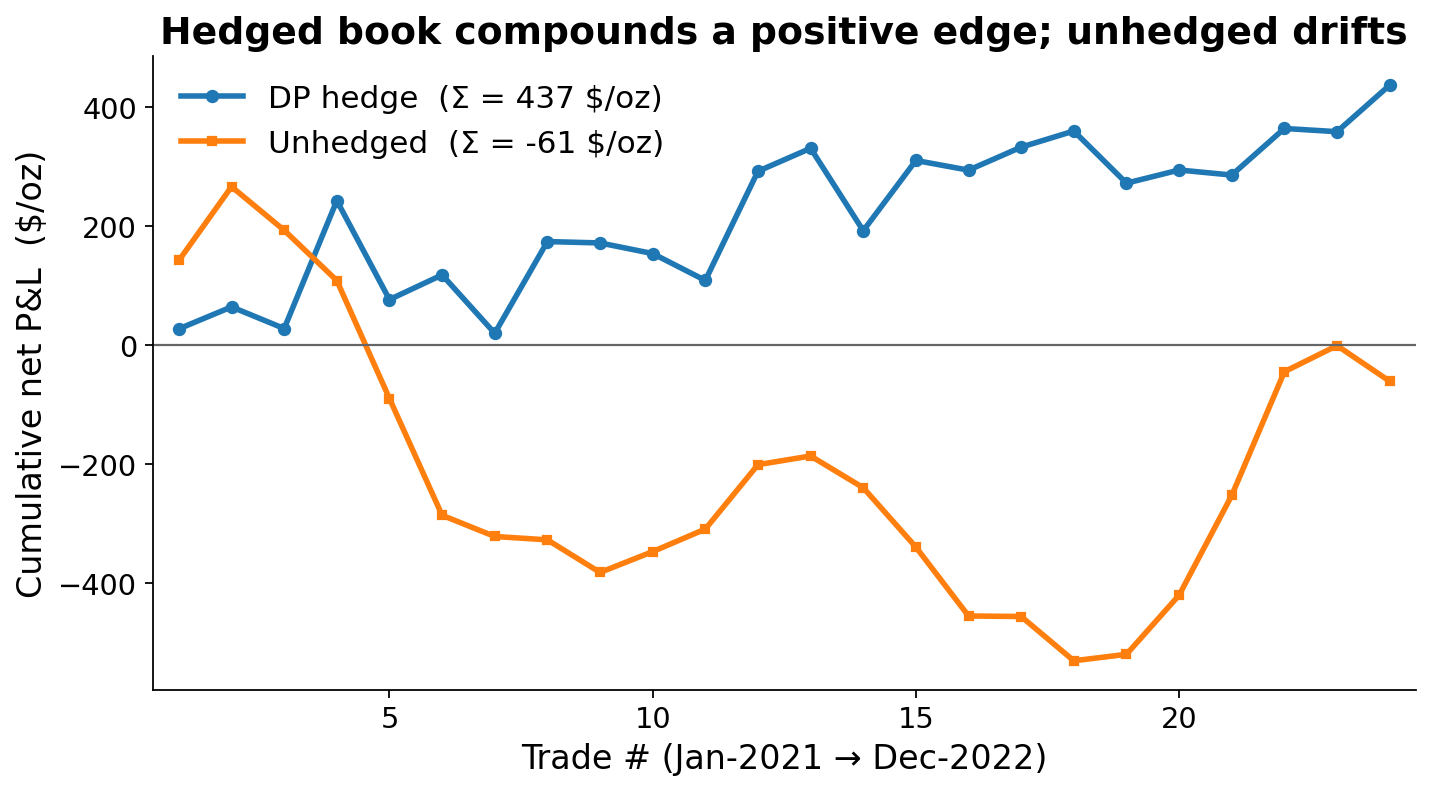 Hedged book compounds a positive edge; unhedged drifts
DP hedge  (Σ = 437 $/oz)
Unhedged  (Σ = -61 $/oz)
Cumulative net P&L  ($/oz)
400
200
0
−200
−400
5
10
15
20
Trade # (Jan-2021 → Dec-2022)